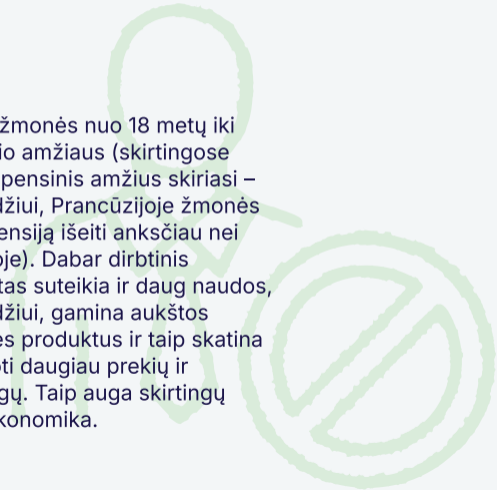 žmonės nuo 18 metų iki
io amžiaus (skirtingose
pensinis amžius skiriasi –
džiui, Prancūzijoje žmonės
ensiją išeiti anksčiau nei
oje). Dabar dirbtinis
tas suteikia ir daug naudos,
džiui, gamina aukštos
es produktus ir taip skatina
ti daugiau prekių ir
gų. Taip auga skirtingų
konomika.